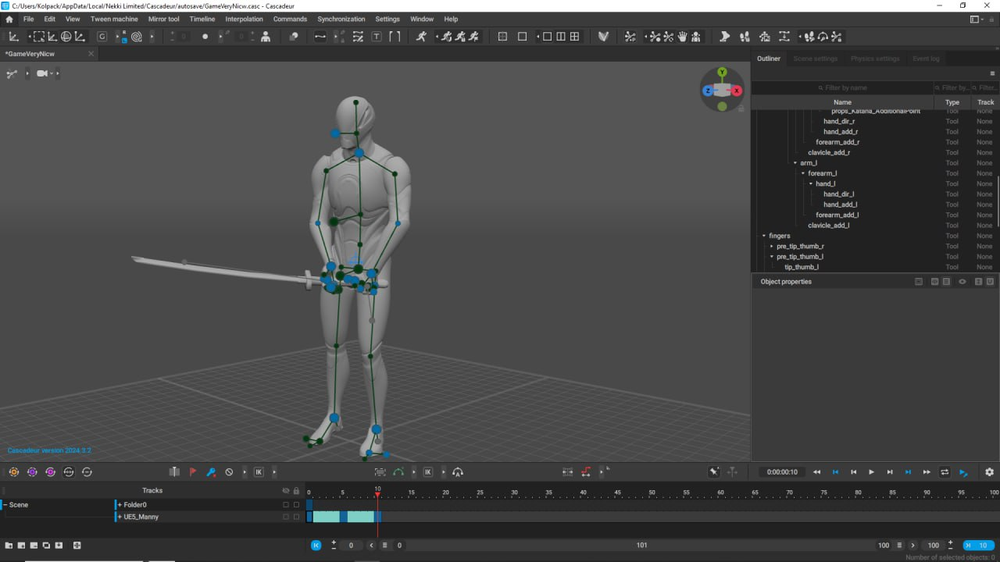 C:/Users/Kolpack/AppData/Local/Nekki Limited/Cascadeur/autosave/GameVeryNicw.casc - Cascadeur
File Edit View Tween machine Mirror tool Timeline Interpolation Commands Synchronization Settings Window Help
*GameVeryNicw
Outliner Scene settings Physics settings Event log
Filter by name Filter by... Filter...
Name Type Track
props_Katana_AdditionalPoint Tool None
hand_dir_r Tool None
hand_add_r Tool None
forearm_add_r Tool None
clavicle_add_r Tool None
arm_l Tool None
forearm_l Tool None
hand_l Tool None
hand_dir_l Tool None
hand_add_l Tool None
forearm_add_l Tool None
clavicle_add_l Tool None
fingers Tool None
pre_tip_thumb_r Tool None
pre_tip_thumb_l Tool None
tip_thumb_l Tool None
Object properties
Y
Z X
Cascadeur version 2024.3.2
IK IK 0:00:00:10
Tracks 0 5 10 15 20 25 30 35 40 45 50 55 60 65 70 75 80 85 90 95 100
Scene + Folder0
+ UE5_Manny
0 0 101 100 100 10
Number of selected objects: 0